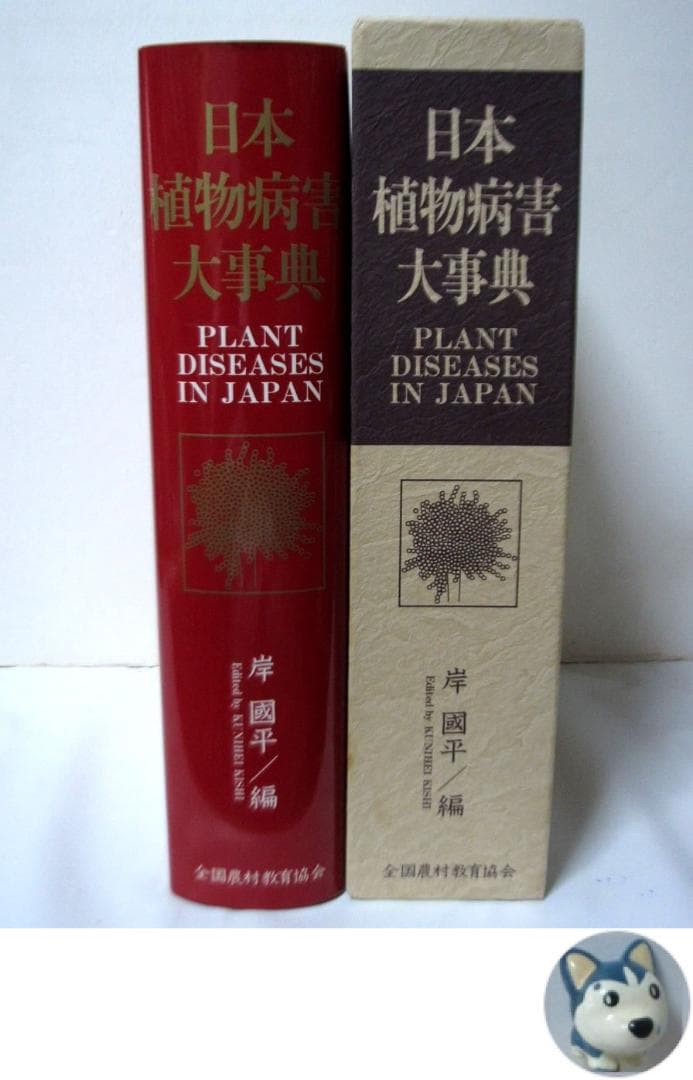 日本
植物病害
大事典
PLANT
DISEASES
IN JAPAN
岸 國平／編
Edited by KUNIHEI KISHI
全国農村教育協会
日本
植物病害
大事典
PLANT
DISEASES
IN JAPAN
岸 國平／編
Edited by KUNIHEI KISHI
全国農村教育協会